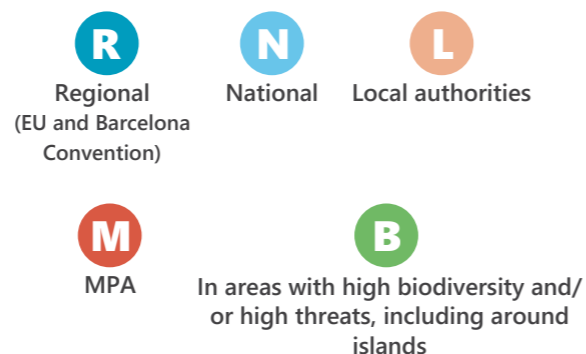 R
Regional
(EU and Barcelona
Convention)
N
National
L
Local authorities
M
MPA
B
In areas with high biodiversity and/
or high threats, including around
islands